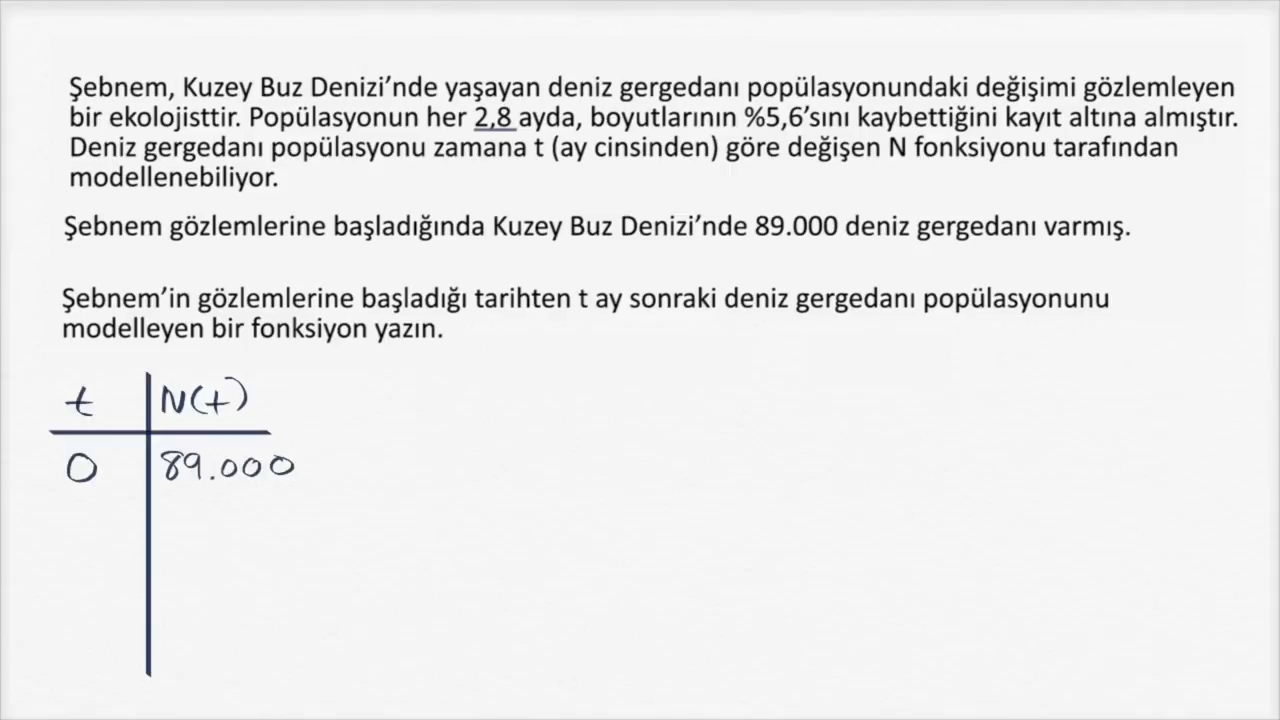 Şebnem, Kuzey Buz Denizi’nde yaşayan deniz gergedanı popülasyonundaki değişimi gözlemleyen
bir ekolojisttir. Popülasyonun her 2,8 ayda, boyutlarının %5,6’sını kaybettiğini kayıt altına almıştır.
Deniz gergedanı popülasyonu zamana t (ay cinsinden) göre değişen N fonksiyonu tarafından
modellenebiliyor.
Şebnem gözlemlerine başladığında Kuzey Buz Denizi’nde 89.000 deniz gergedanı varmış.
Şebnem’in gözlemlerine başladığı tarihten t ay sonraki deniz gergedanı popülasyonunu
modelleyen bir fonksiyon yazın.
t N(t)
0 89.000